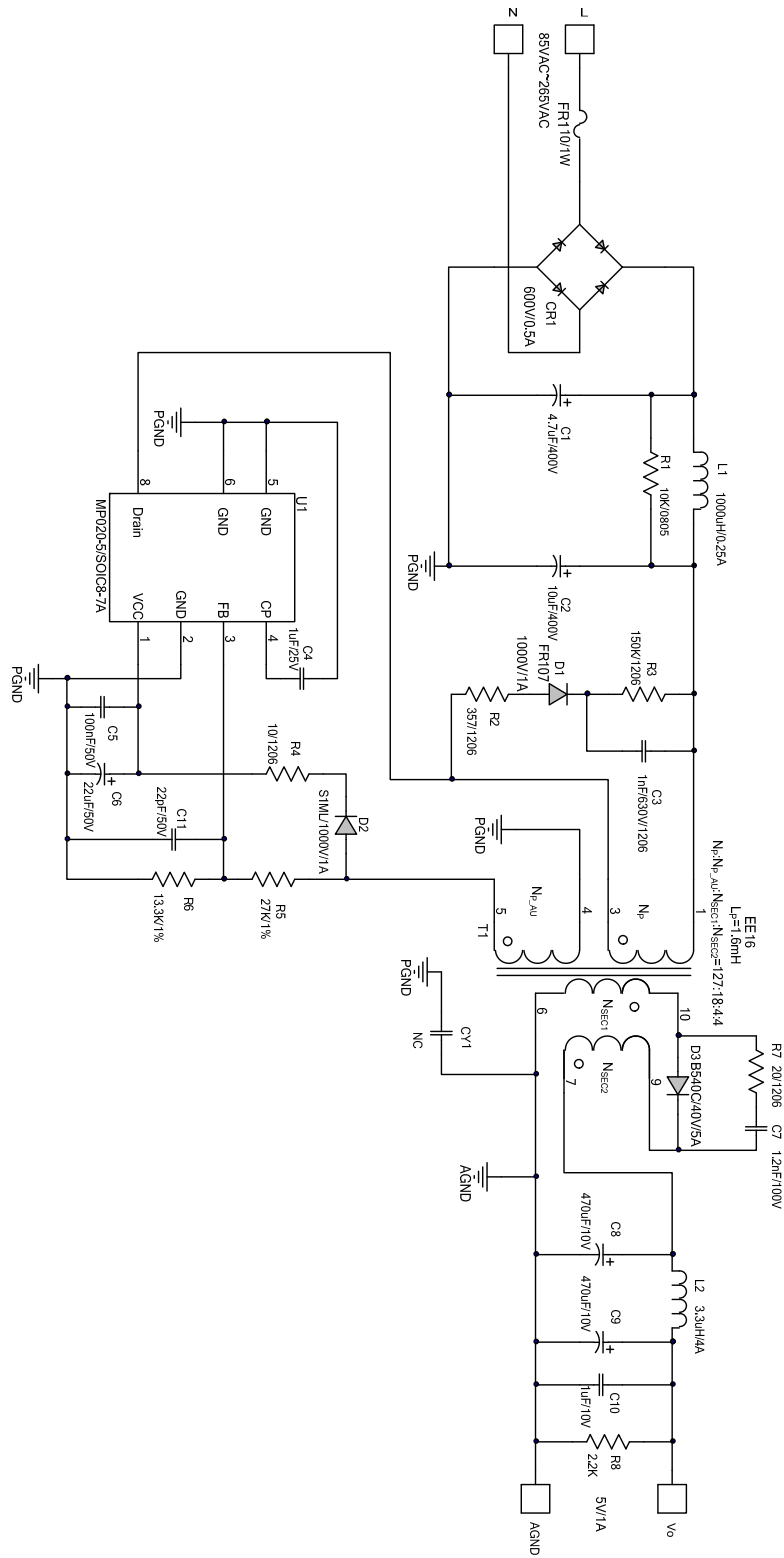 L
N
85VAC~265VAC
FR1 10/1W
CR1
600V/0.5A
L1
1000uH/0.25A
R1
10K/0805
C1
4.7uF/400V
C2
10uF/400V
PGND
R3
150K/1206
C3
1nF/630V/1206
D1
FR107
1000V/1A
R2
357/1206
EE16
LP=1.6mH
NP:NP_AU:NSEC1:NSEC2=127:18:4:4
1
NP
3
4
NP_AU
5
T1
PGND
10
NSEC1
6
9
NSEC2
7
R7
20/1206
C7
1.2nF/100V
D3 B540C/40V/5A
L2
3.3uH/4A
C8
470uF/10V
C9
470uF/10V
C10
1uF/10V
R8
2.2K
Vo
5V/1A
AGND
AGND
CY1
NC
PGND
PGND
U1
5
GND
6
GND
8
Drain
CP
4
FB
3
GND
2
VCC
1
MP020-5/SOIC8-7A
C4
1uF/25V
PGND
C5
100nF/50V
C6
22uF/50V
C11
22pF/50V
R4
10/1206
D2
S1ML/1000V/1A
R5
27K/1%
R6
13.3K/1%